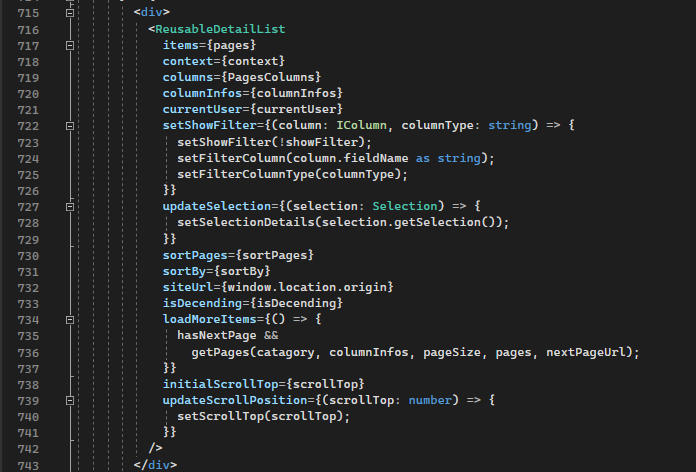 715 <div>
716 <ReusableDetailList
717 items={pages}
718 context={context}
719 columns={PagesColumns}
720 columnInfos={columnInfos}
721 currentUser={currentUser}
722 setShowFilter={(column: IColumn, columnType: string) => {
723 setShowFilter(!showFilter);
724 setFilterColumn(column.fieldName as string);
725 setFilterColumnType(columnType);
726 }}
727 updateSelection={(selection: Selection) => {
728 setSelectionDetails(selection.getSelection());
729 }}
730 sortPages={sortPages}
731 sortBy={sortBy}
732 siteUrl={window.location.origin}
733 isDecending={isDecending}
734 loadMoreItems={() => {
735 hasNextPage &&
736 getPages(catagory, columnInfos, pageSize, pages, nextPageUrl);
737 }}
738 initialScrollTop={scrollTop}
739 updateScrollPosition={(scrollTop: number) => {
740 setScrollTop(scrollTop);
741 }}
742 />
743 </div>